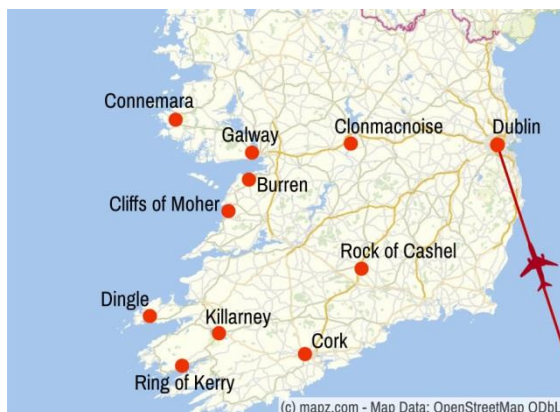 Connemara
Galway
Clonmacnoise
Dublin
Burren
Cliffs of Moher
Rock of Cashel
Dingle
Killarney
Cork
Ring of Kerry
(c) mapz.com - Map Data: OpenStreetMap ODbL